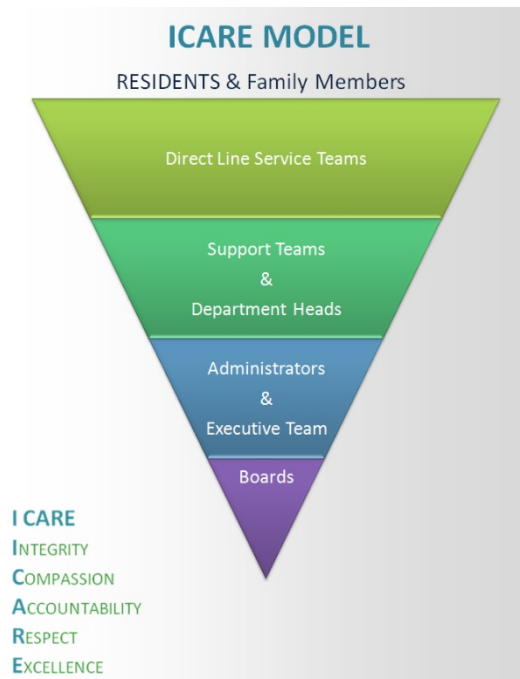 ICARE MODEL
RESIDENTS & Family Members
Direct Line Service Teams
Support Teams
&
Department Heads
Administrators
&
Executive Team
Boards
I CARE
INTEGRITY
COMPASSION
ACCOUNTABILITY
RESPECT
EXCELLENCE